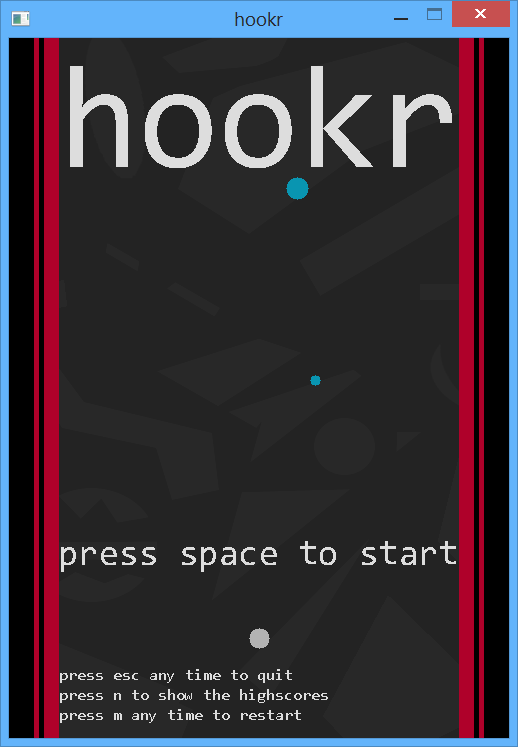 hookr
hookr
press space to start
press esc any time to quit
press n to show the highscores
press m any time to restart